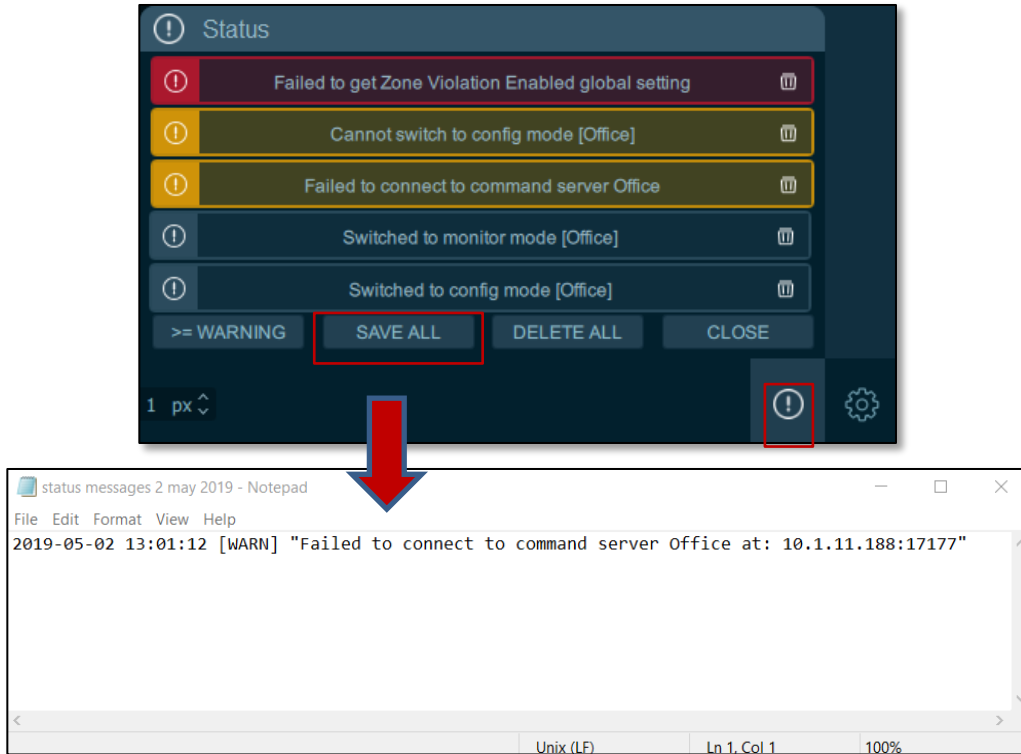 Status
Failed to get Zone Violation Enabled global setting
Cannot switch to config mode [Office]
Failed to connect to command server Office
Switched to monitor mode [Office]
Switched to config mode [Office]
>= WARNING SAVE ALL DELETE ALL CLOSE
1 px
status messages 2 may 2019 - Notepad
File Edit Format View Help
2019-05-02 13:01:12 [WARN] "Failed to connect to command server Office at: 10.1.11.188:17177"
Unix (LF) Ln 1, Col 1 100%